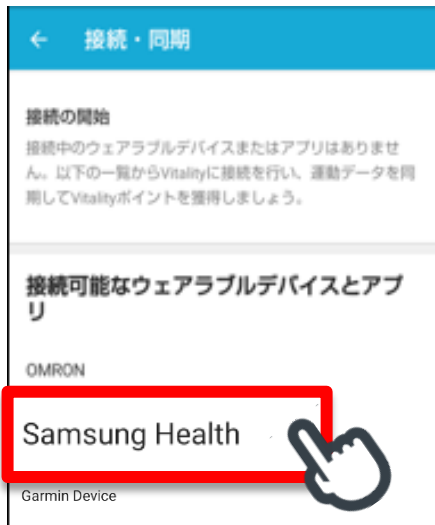 接続・同期
接続の開始
接続中のウェアラブルデバイスまたはアプリはありませ
ん。以下の一覧からVitalityに接続を行い、運動データを同
期してVitalityポイントを獲得しましょう。
接続可能なウェアラブルデバイスとアプ
リ
OMRON
Samsung Health
Garmin Device